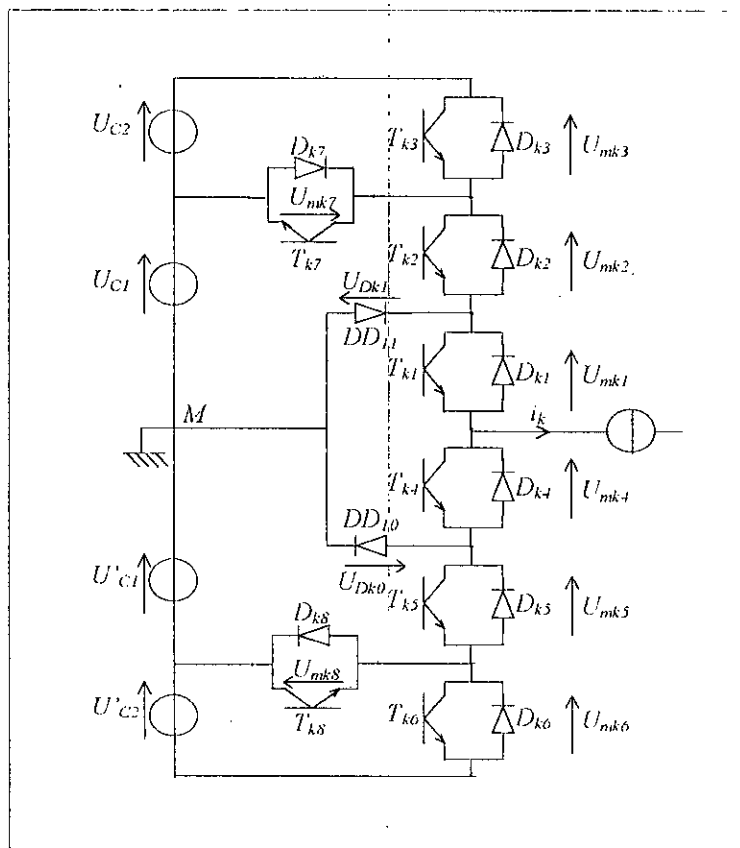 U_C2
T_k3
D_k3
U_mk3
D_k7
U_mk7
T_k7
U_C1
T_k2
D_k2
U_mk2
U_Dk1
DD_11
T_k1
D_k1
U_mk1
M
i_k
T_k4
D_k4
U_mk4
DD_10
U_Dk0
U'_C1
T_k5
D_k5
U_mk5
D_k8
U_mk8
T_k8
U'_C2
T_k6
D_k6
U_mk6